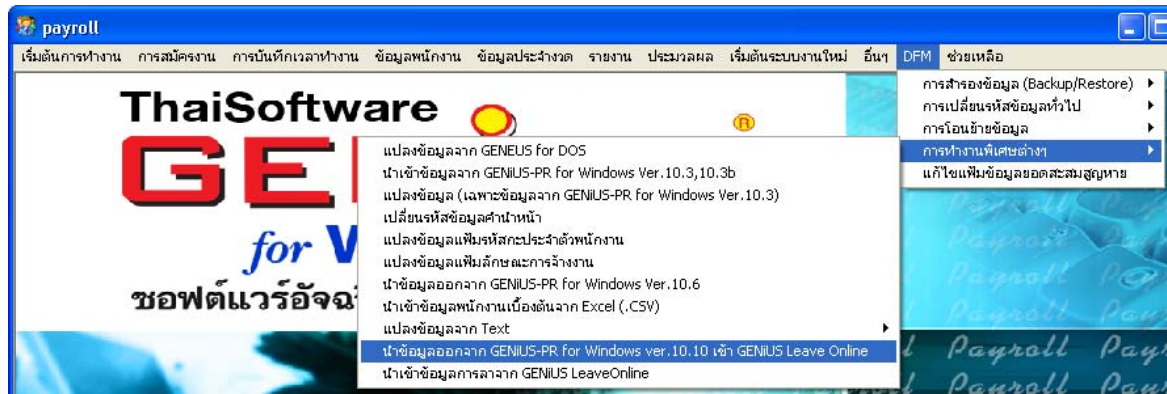 payroll
เริ่มต้นการทำงาน การสมัครงาน การบันทึกเวลาทำงาน ข้อมูลพนักงาน ข้อมูลประจำงวด รายงาน ประมวลผล เริ่มต้นระบบงานใหม่ อื่นๆ DFM ช่วยเหลือ
การสำรองข้อมูล (Backup/Restore)
การเปลี่ยนรหัสข้อมูลทั่วไป
การโอนย้ายข้อมูล
การทำงานพิเศษต่างๆ
แก้ไขแฟ้มข้อมูลยอดสะสมสูญหาย
ThaiSoftware
®
GE
for W
ซอฟต์แวร์อัจฉริ
แปลงข้อมูลจาก GENEUS for DOS
นำเข้าข้อมูลจาก GENiUS-PR for Windows Ver.10.3,10.3b
แปลงข้อมูล (เฉพาะข้อมูลจาก GENiUS-PR for Windows Ver.10.3)
เปลี่ยนรหัสข้อมูลคำนำหน้า
แปลงข้อมูลแฟ้มรหัสกะประจำตัวพนักงาน
แปลงข้อมูลแฟ้มลักษณะการจ้างงาน
นำข้อมูลออกจาก GENiUS-PR for Windows Ver.10.6
นำเข้าข้อมูลพนักงานเบื้องต้นจาก Excel (.CSV)
แปลงข้อมูลจาก Text
นำข้อมูลออกจาก GENiUS-PR for Windows ver.10.10 เข้า GENiUS Leave Online
นำเข้าข้อมูลการลาจาก GENiUS LeaveOnline
Payroll
Payroll
Payroll Pay
Payroll Pay